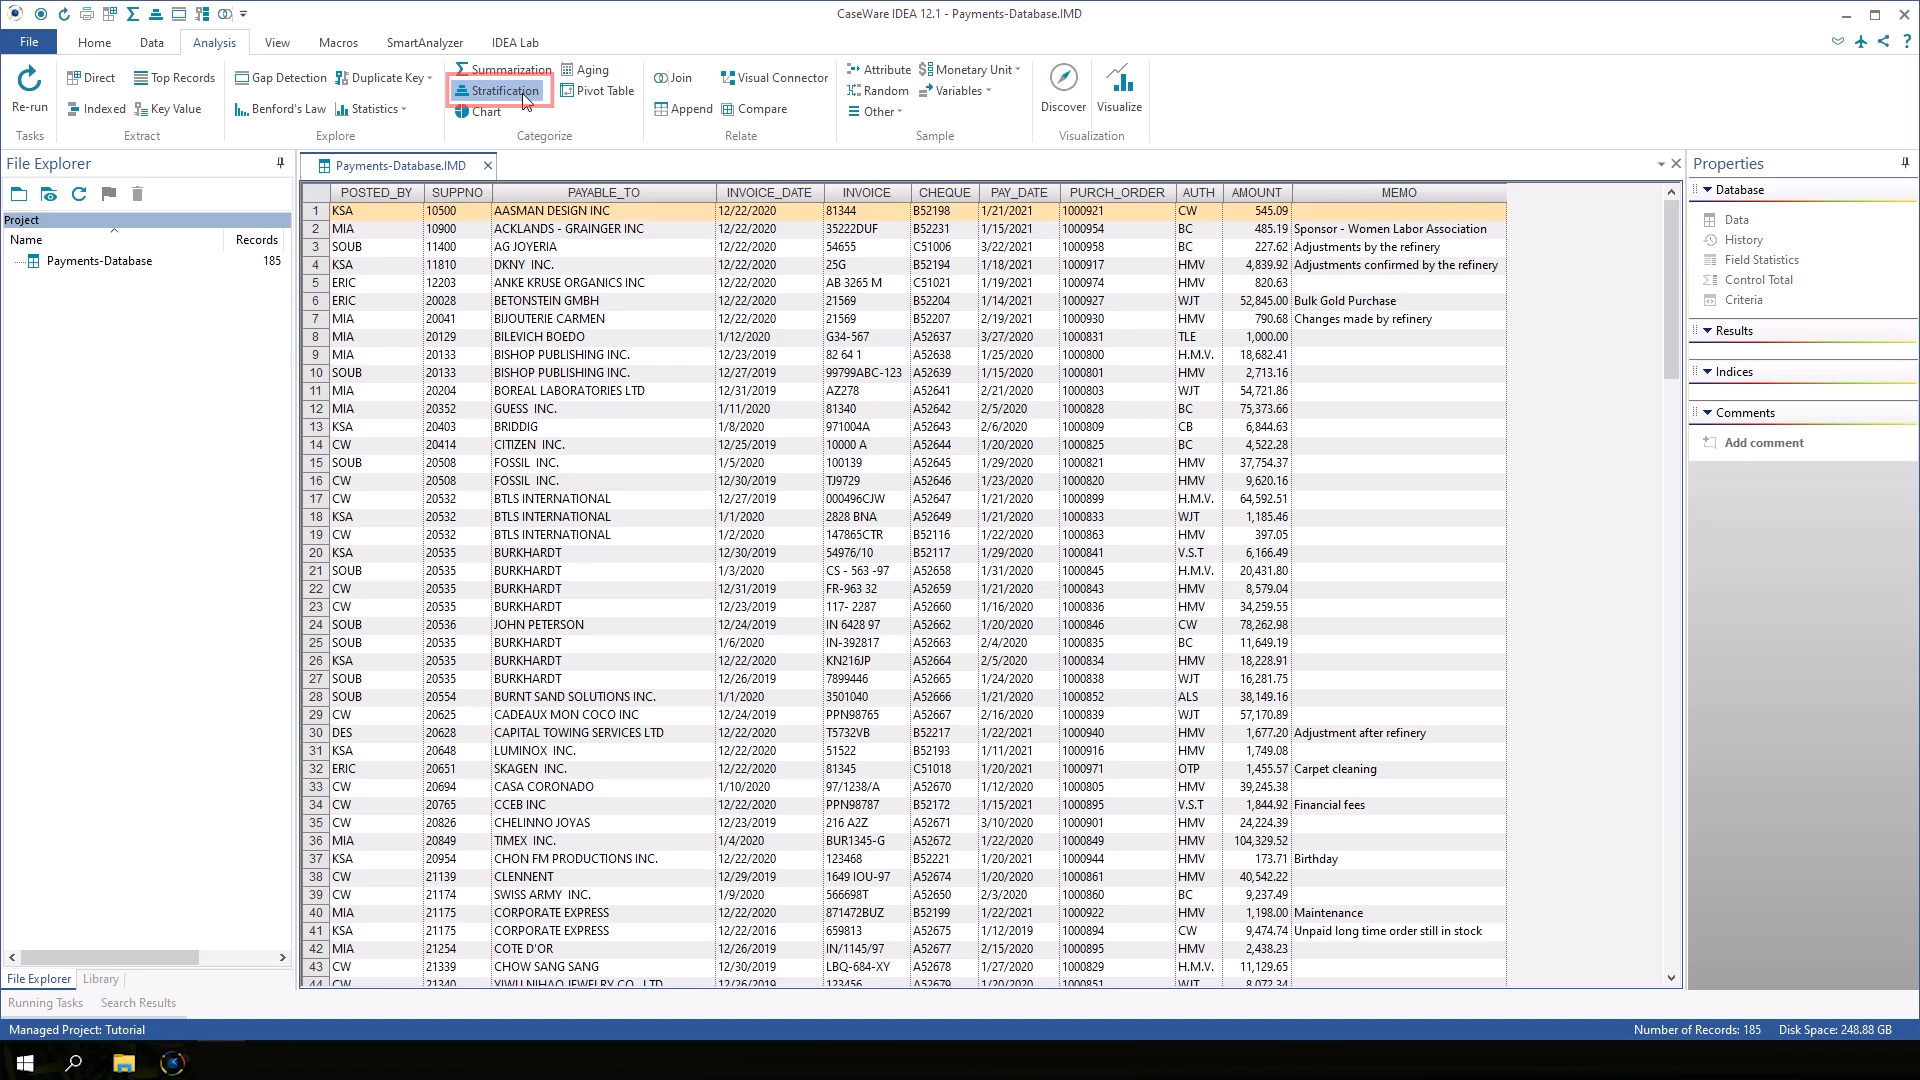 CaseWare IDEA 12.1 - Payments-Database.IMD
File Home Data Analysis View Macros SmartAnalyzer IDEA Lab
Re-run Direct Top Records Gap Detection Duplicate Key Summarization Aging Join Visual Connector Attribute Monetary Unit Discover Visualize
Stratification Pivot Table Random Variables
Indexed Key Value Benford's Law Statistics Chart Append Compare Other
Tasks Extract Explore Categorize Relate Sample Visualization
File Explorer
Project
Name Records
Payments-Database 185
Payments-Database.IMD
POSTED_BY SUPPNO PAYABLE_TO INVOICE_DATE INVOICE CHEQUE PAY_DATE PURCH_ORDER AUTH AMOUNT MEMO
1 KSA 10500 AASMAN DESIGN INC 12/22/2020 81344 B52198 1/21/2021 1000921 CW 545.09
2 MIA 10900 ACKLANDS - GRAINGER INC 12/22/2020 35222DUF B52231 1/15/2021 1000954 BC 485.19 Sponsor - Women Labor Association
3 SOUB 11400 AG JOYERIA 12/22/2020 54655 C51006 3/22/2021 1000958 BC 227.62 Adjustments by the refinery
4 KSA 11810 DKNY  INC. 12/22/2020 25G B52194 1/18/2021 1000917 HMV 4,839.92 Adjustments confirmed by the refinery
5 ERIC 12203 ANKE KRUSE ORGANICS INC 12/22/2020 AB 3265 M C51021 1/19/2021 1000974 HMV 820.63
6 ERIC 20028 BETONSTEIN GMBH 12/22/2020 21569 B52204 1/14/2021 1000927 WJT 52,845.00 Bulk Gold Purchase
7 MIA 20041 BIJOUTERIE CARMEN 12/22/2020 21569 B52207 2/19/2021 1000930 HMV 790.68 Changes made by refinery
8 MIA 20129 BILEVICH BOEDO 1/12/2020 G34-567 A52637 3/27/2020 1000831 TLE 1,000.00
9 MIA 20133 BISHOP PUBLISHING INC. 12/23/2019 82 64 1 A52638 1/25/2020 1000800 H.M.V. 18,682.41
10 SOUB 20133 BISHOP PUBLISHING INC. 12/27/2019 99799ABC-123 A52639 1/15/2020 1000801 HMV 2,713.16
11 MIA 20204 BOREAL LABORATORIES LTD 12/31/2019 AZ278 A52641 2/21/2020 1000803 WJT 54,721.86
12 MIA 20352 GUESS  INC. 1/11/2020 81340 A52642 2/5/2020 1000828 BC 75,373.66
13 KSA 20403 BRIDDIG 1/8/2020 971004A A52643 2/6/2020 1000809 CB 6,844.63
14 CW 20414 CITIZEN  INC. 12/25/2019 10000 A A52644 1/20/2020 1000825 BC 4,522.28
15 SOUB 20508 FOSSIL  INC. 1/5/2020 100139 A52645 1/29/2020 1000821 HMV 37,754.37
16 CW 20508 FOSSIL  INC. 12/30/2019 TJ9729 A52646 1/23/2020 1000820 HMV 9,620.16
17 CW 20532 BTLS INTERNATIONAL 12/27/2019 000496CJW A52647 1/21/2020 1000899 H.M.V. 64,592.51
18 KSA 20532 BTLS INTERNATIONAL 1/1/2020 2828 BNA A52649 1/21/2020 1000833 WJT 1,185.46
19 CW 20532 BTLS INTERNATIONAL 1/2/2020 147865CTR B52116 1/22/2020 1000863 HMV 397.05
20 KSA 20535 BURKHARDT 12/30/2019 54976/10 B52117 1/29/2020 1000841 V.S.T 6,166.49
21 SOUB 20535 BURKHARDT 1/3/2020 CS - 563 -97 A52658 1/31/2020 1000845 H.M.V. 20,431.80
22 CW 20535 BURKHARDT 12/31/2019 FR-963 32 A52659 1/21/2020 1000843 HMV 8,579.04
23 CW 20535 BURKHARDT 12/23/2019 117- 2287 A52660 1/16/2020 1000836 HMV 34,259.55
24 SOUB 20536 JOHN PETERSON 12/24/2019 IN 6428 97 A52662 1/20/2020 1000846 CW 78,262.98
25 SOUB 20535 BURKHARDT 1/6/2020 IN-392817 A52663 2/4/2020 1000835 BC 11,649.19
26 KSA 20535 BURKHARDT 12/22/2020 KN216JP A52664 2/5/2020 1000834 HMV 18,228.91
27 SOUB 20535 BURKHARDT 12/26/2019 7899446 A52665 1/24/2020 1000838 WJT 16,281.75
28 SOUB 20554 BURNT SAND SOLUTIONS INC. 1/1/2020 3501040 A52666 1/21/2020 1000852 ALS 38,149.16
29 CW 20625 CADEAUX MON COCO INC 12/24/2019 PPN98765 A52667 2/16/2020 1000839 WJT 57,170.89
30 DES 20628 CAPITAL TOWING SERVICES LTD 12/22/2020 T5732VB B52217 1/22/2021 1000940 HMV 1,677.20 Adjustment after refinery
31 KSA 20648 LUMINOX  INC. 12/22/2020 51522 B52193 1/11/2021 1000916 HMV 1,749.08
32 ERIC 20651 SKAGEN  INC. 12/22/2020 81345 C51018 1/20/2021 1000971 OTP 1,455.57 Carpet cleaning
33 CW 20694 CASA CORONADO 1/10/2020 97/1238/A A52670 1/12/2020 1000805 HMV 39,245.38
34 CW 20765 CCEB INC 12/22/2020 PPN98787 B52172 1/15/2021 1000895 V.S.T 1,844.92 Financial fees
35 CW 20826 CHELINNO JOYAS 12/23/2019 216 A2Z A52671 3/10/2020 1000901 HMV 24,224.39
36 MIA 20849 TIMEX  INC. 1/4/2020 BUR1345-G A52672 1/22/2020 1000849 HMV 104,329.52
37 KSA 20954 CHON FM PRODUCTIONS INC. 12/22/2020 123468 B52221 1/20/2021 1000944 HMV 173.71 Birthday
38 CW 21139 CLENNENT 12/29/2019 1649 IOU-97 A52674 1/20/2020 1000861 HMV 40,542.22
39 CW 21174 SWISS ARMY  INC. 1/9/2020 566698T A52650 2/3/2020 1000860 BC 9,237.49
40 MIA 21175 CORPORATE EXPRESS 12/22/2020 871472BUZ B52199 1/22/2021 1000922 HMV 1,198.00 Maintenance
41 KSA 21175 CORPORATE EXPRESS 12/22/2016 659813 A52675 1/12/2019 1000894 CW 9,474.74 Unpaid long time order still in stock
42 MIA 21254 COTE D'OR 12/26/2019 IN/1145/97 A52677 2/15/2020 1000895 HMV 2,438.23
43 CW 21339 CHOW SANG SANG 12/30/2019 LBQ-684-XY A52678 1/27/2020 1000829 H.M.V. 11,129.65
44 CW 21340 YIWU NIHAO JEWELRY CO., LTD 12/26/2019 123456 A52679 1/20/2020 1000851 WJT 8,072.34
Properties
Database
Data
History
Field Statistics
Control Total
Criteria
Results
Indices
Comments
Add comment
File Explorer Library
Running Tasks Search Results
Managed Project: Tutorial Number of Records: 185 Disk Space: 248.88 GB